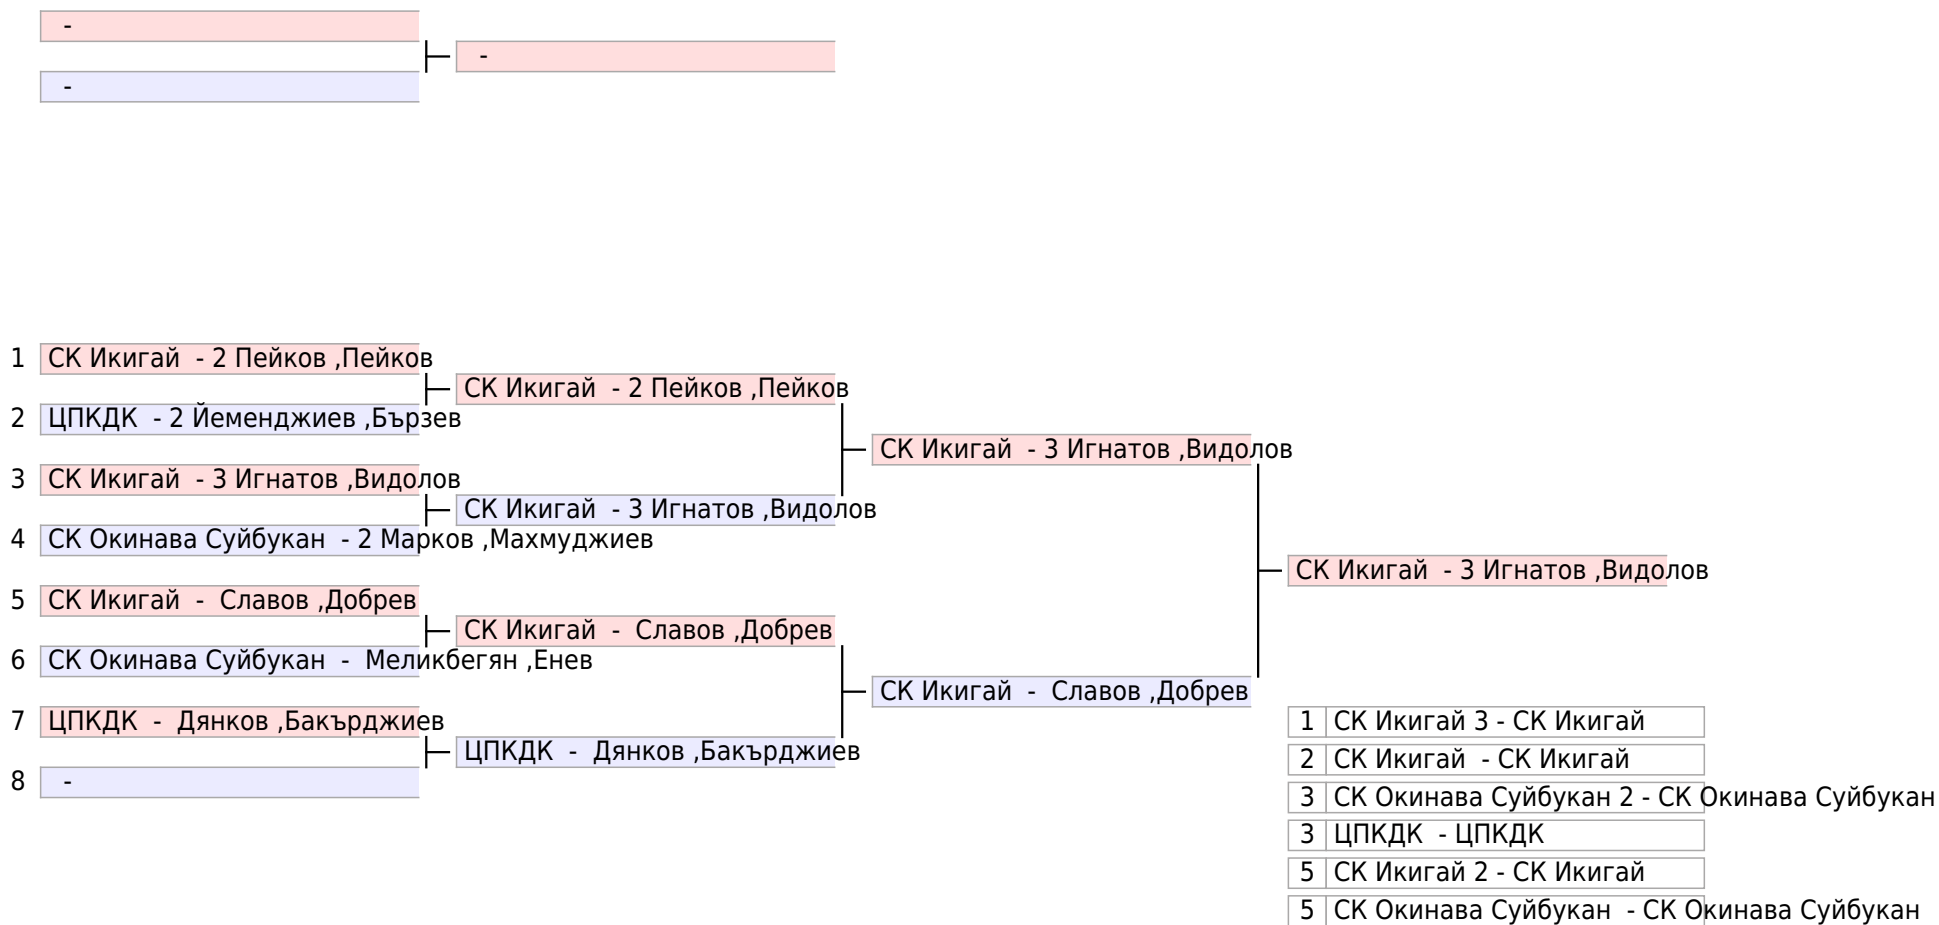 -
-
-
1 СК Икигай - 2 Пейков ,Пейков
СК Икигай - 2 Пейков ,Пейков
2 ЦПКДК - 2 Йеменджиев ,Бързев
СК Икигай - 3 Игнатов ,Видолов
3 СК Икигай - 3 Игнатов ,Видолов
СК Икигай - 3 Игнатов ,Видолов
4 СК Окинава Суйбукан - 2 Марков ,Махмуджиев
СК Икигай - 3 Игнатов ,Видолов
5 СК Икигай - Славов ,Добрев
СК Икигай - Славов ,Добрев
6 СК Окинава Суйбукан - Меликбегян ,Енев
СК Икигай - Славов ,Добрев
7 ЦПКДК - Дянков ,Бакърджиев
ЦПКДК - Дянков ,Бакърджиев
8 -
1 СК Икигай 3 - СК Икигай
2 СК Икигай - СК Икигай
3 СК Окинава Суйбукан 2 - СК Окинава Суйбукан
3 ЦПКДК - ЦПКДК
5 СК Икигай 2 - СК Икигай
5 СК Окинава Суйбукан - СК Окинава Суйбукан